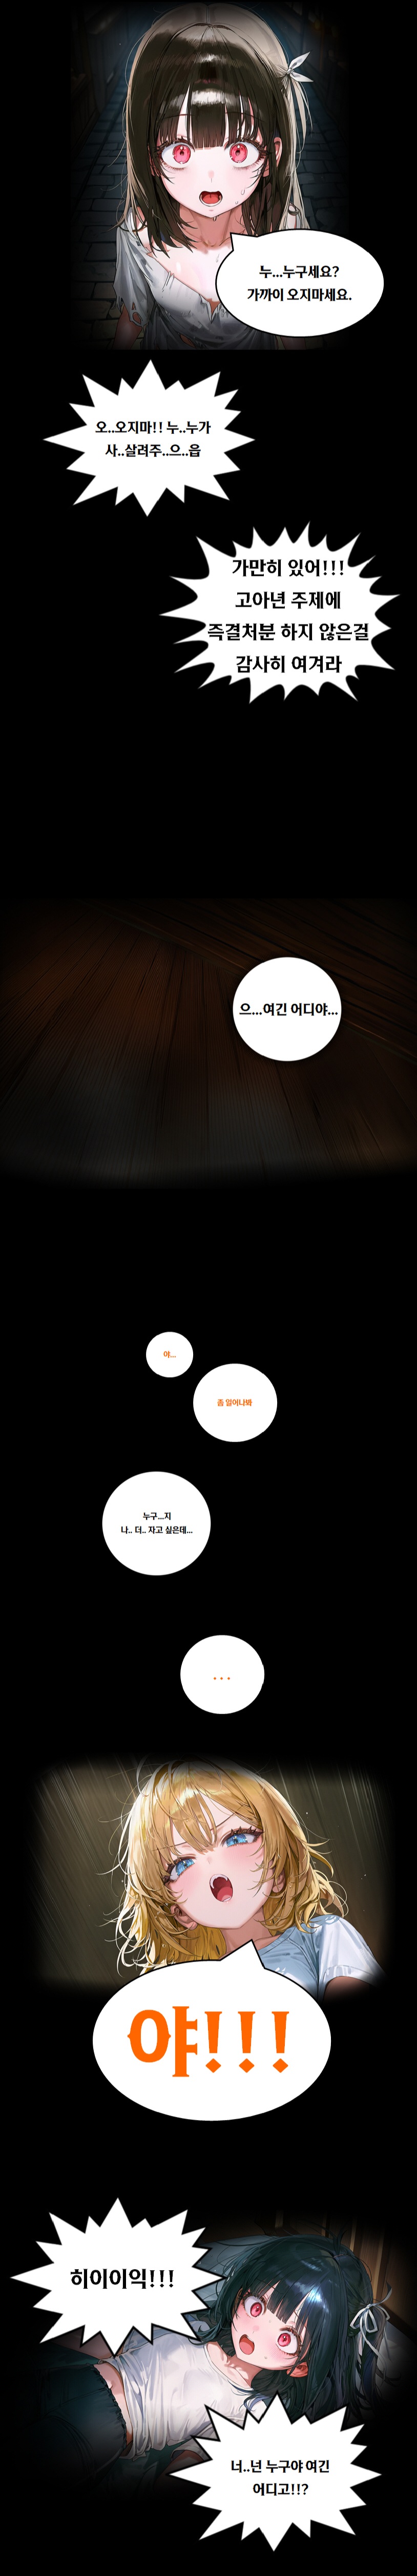 누...누구세요?
가까이 오지마세요.
오..오지마!! 누..누가
사..살려주..으..읍
가만히 있어!!!
고아년 주제에
즉결처분 하지 않은걸
감사히 여겨라
으...여긴 어디야...
야...
좀 일어나봐
누구...지
나.. 더.. 자고 싶은데...
...
야!!!
히이이익!!!
너..넌 누구야 여긴
어디고!!?